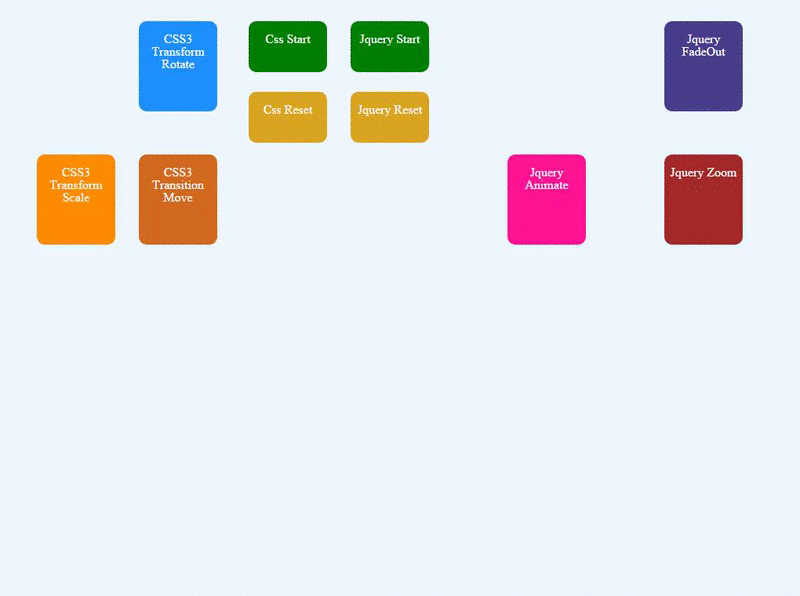 CSS3
Transform
Rotate
Css Start
Jquery Start
Jquery
FadeOut
Css Reset
Jquery Reset
CSS3
Transform
Scale
CSS3
Transition
Move
Jquery
Animate
Jquery Zoom